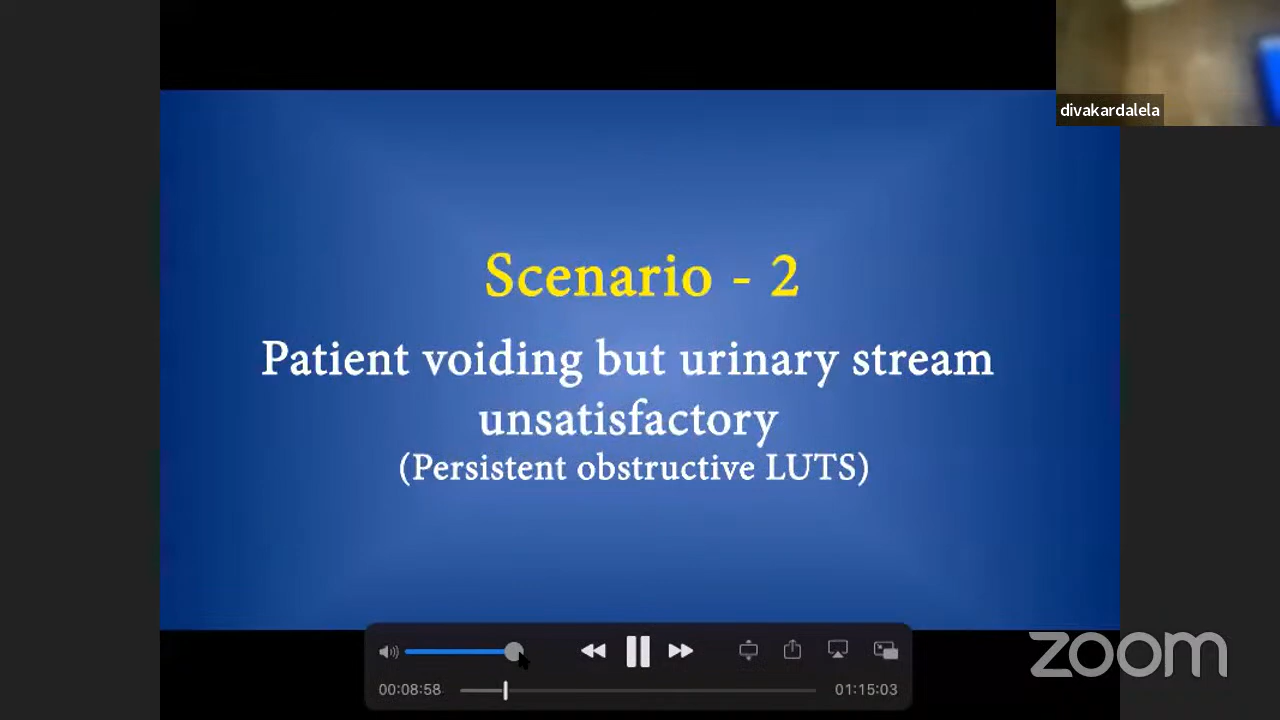 divakardalela
Scenario - 2
Patient voiding but urinary stream
unsatisfactory
(Persistent obstructive LUTS)
00:08:58
01:15:03
zoom